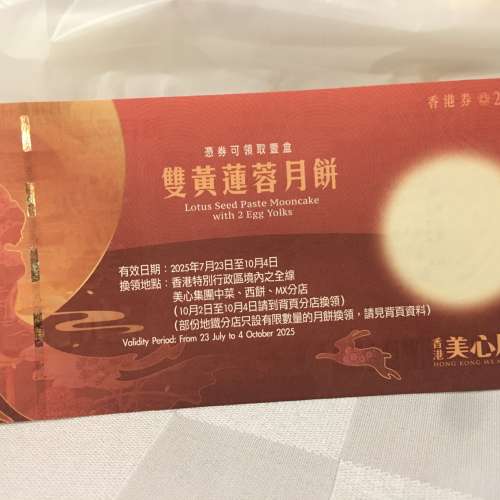 香港券
憑券可領取壹盒
雙黃蓮蓉月餅
Lotus Seed Paste Mooncake
with 2 Egg Yolks
有效日期：2025年7月23日至10月4日
換領地點：香港特別行政區境內之全線
美心集團中菜、西餅、MX分店
(10月2日至10月4日請到背頁分店換領)
(部份地鐵分店只設有限數量的月餅換領，請見背頁資料)
Validity Period: From 23 July to 4 October 2025
香港 美心
HONG KONG